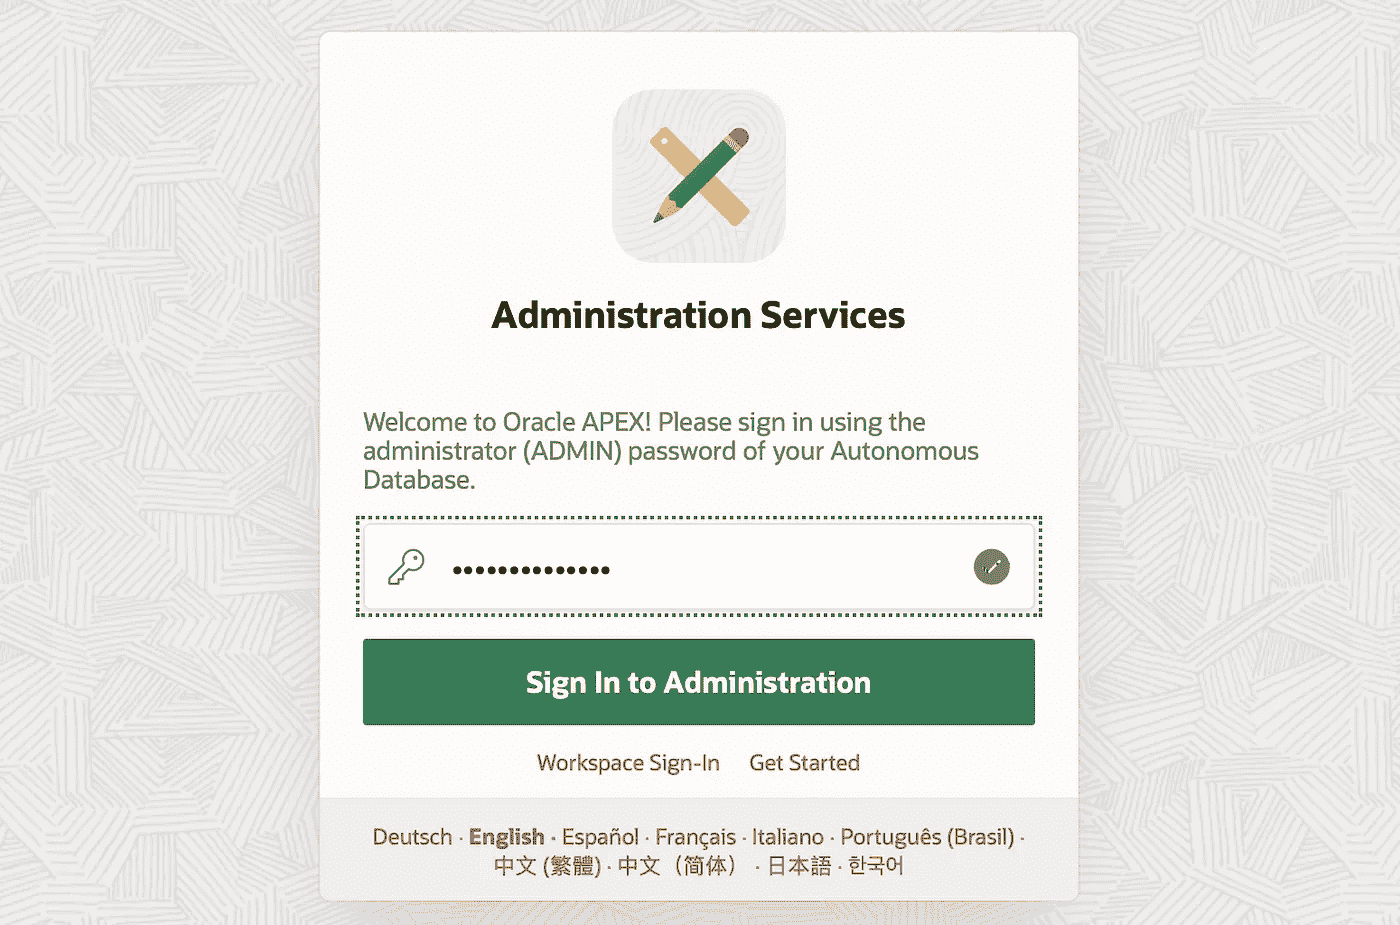 Administration Services
Welcome to Oracle APEX! Please sign in using the
administrator (ADMIN) password of your Autonomous
Database.
Sign In to Administration
Workspace Sign-In Get Started
Deutsch · English · Español · Français · Italiano · Português (Brasil) ·
中文 (繁體) · 中文（简体） · 日本語 · 한국어